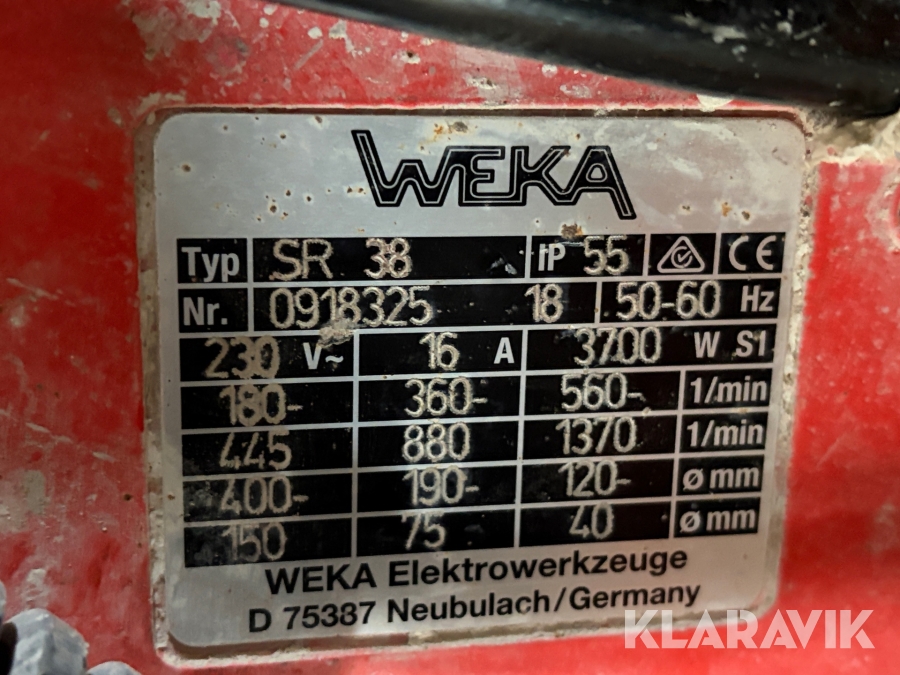 WEKA
Typ SR 38 IP 55 CE
Nr. 0918325 18 50-60 Hz
230 V~ 16 A 3700 W S1
180- 360- 560- 1/min
445 880 1370 1/min
400- 190- 120- ø mm
150 75 40 ø mm
WEKA Elektrowerkzeuge
D 75387 Neubulach/Germany
KLARAVIK